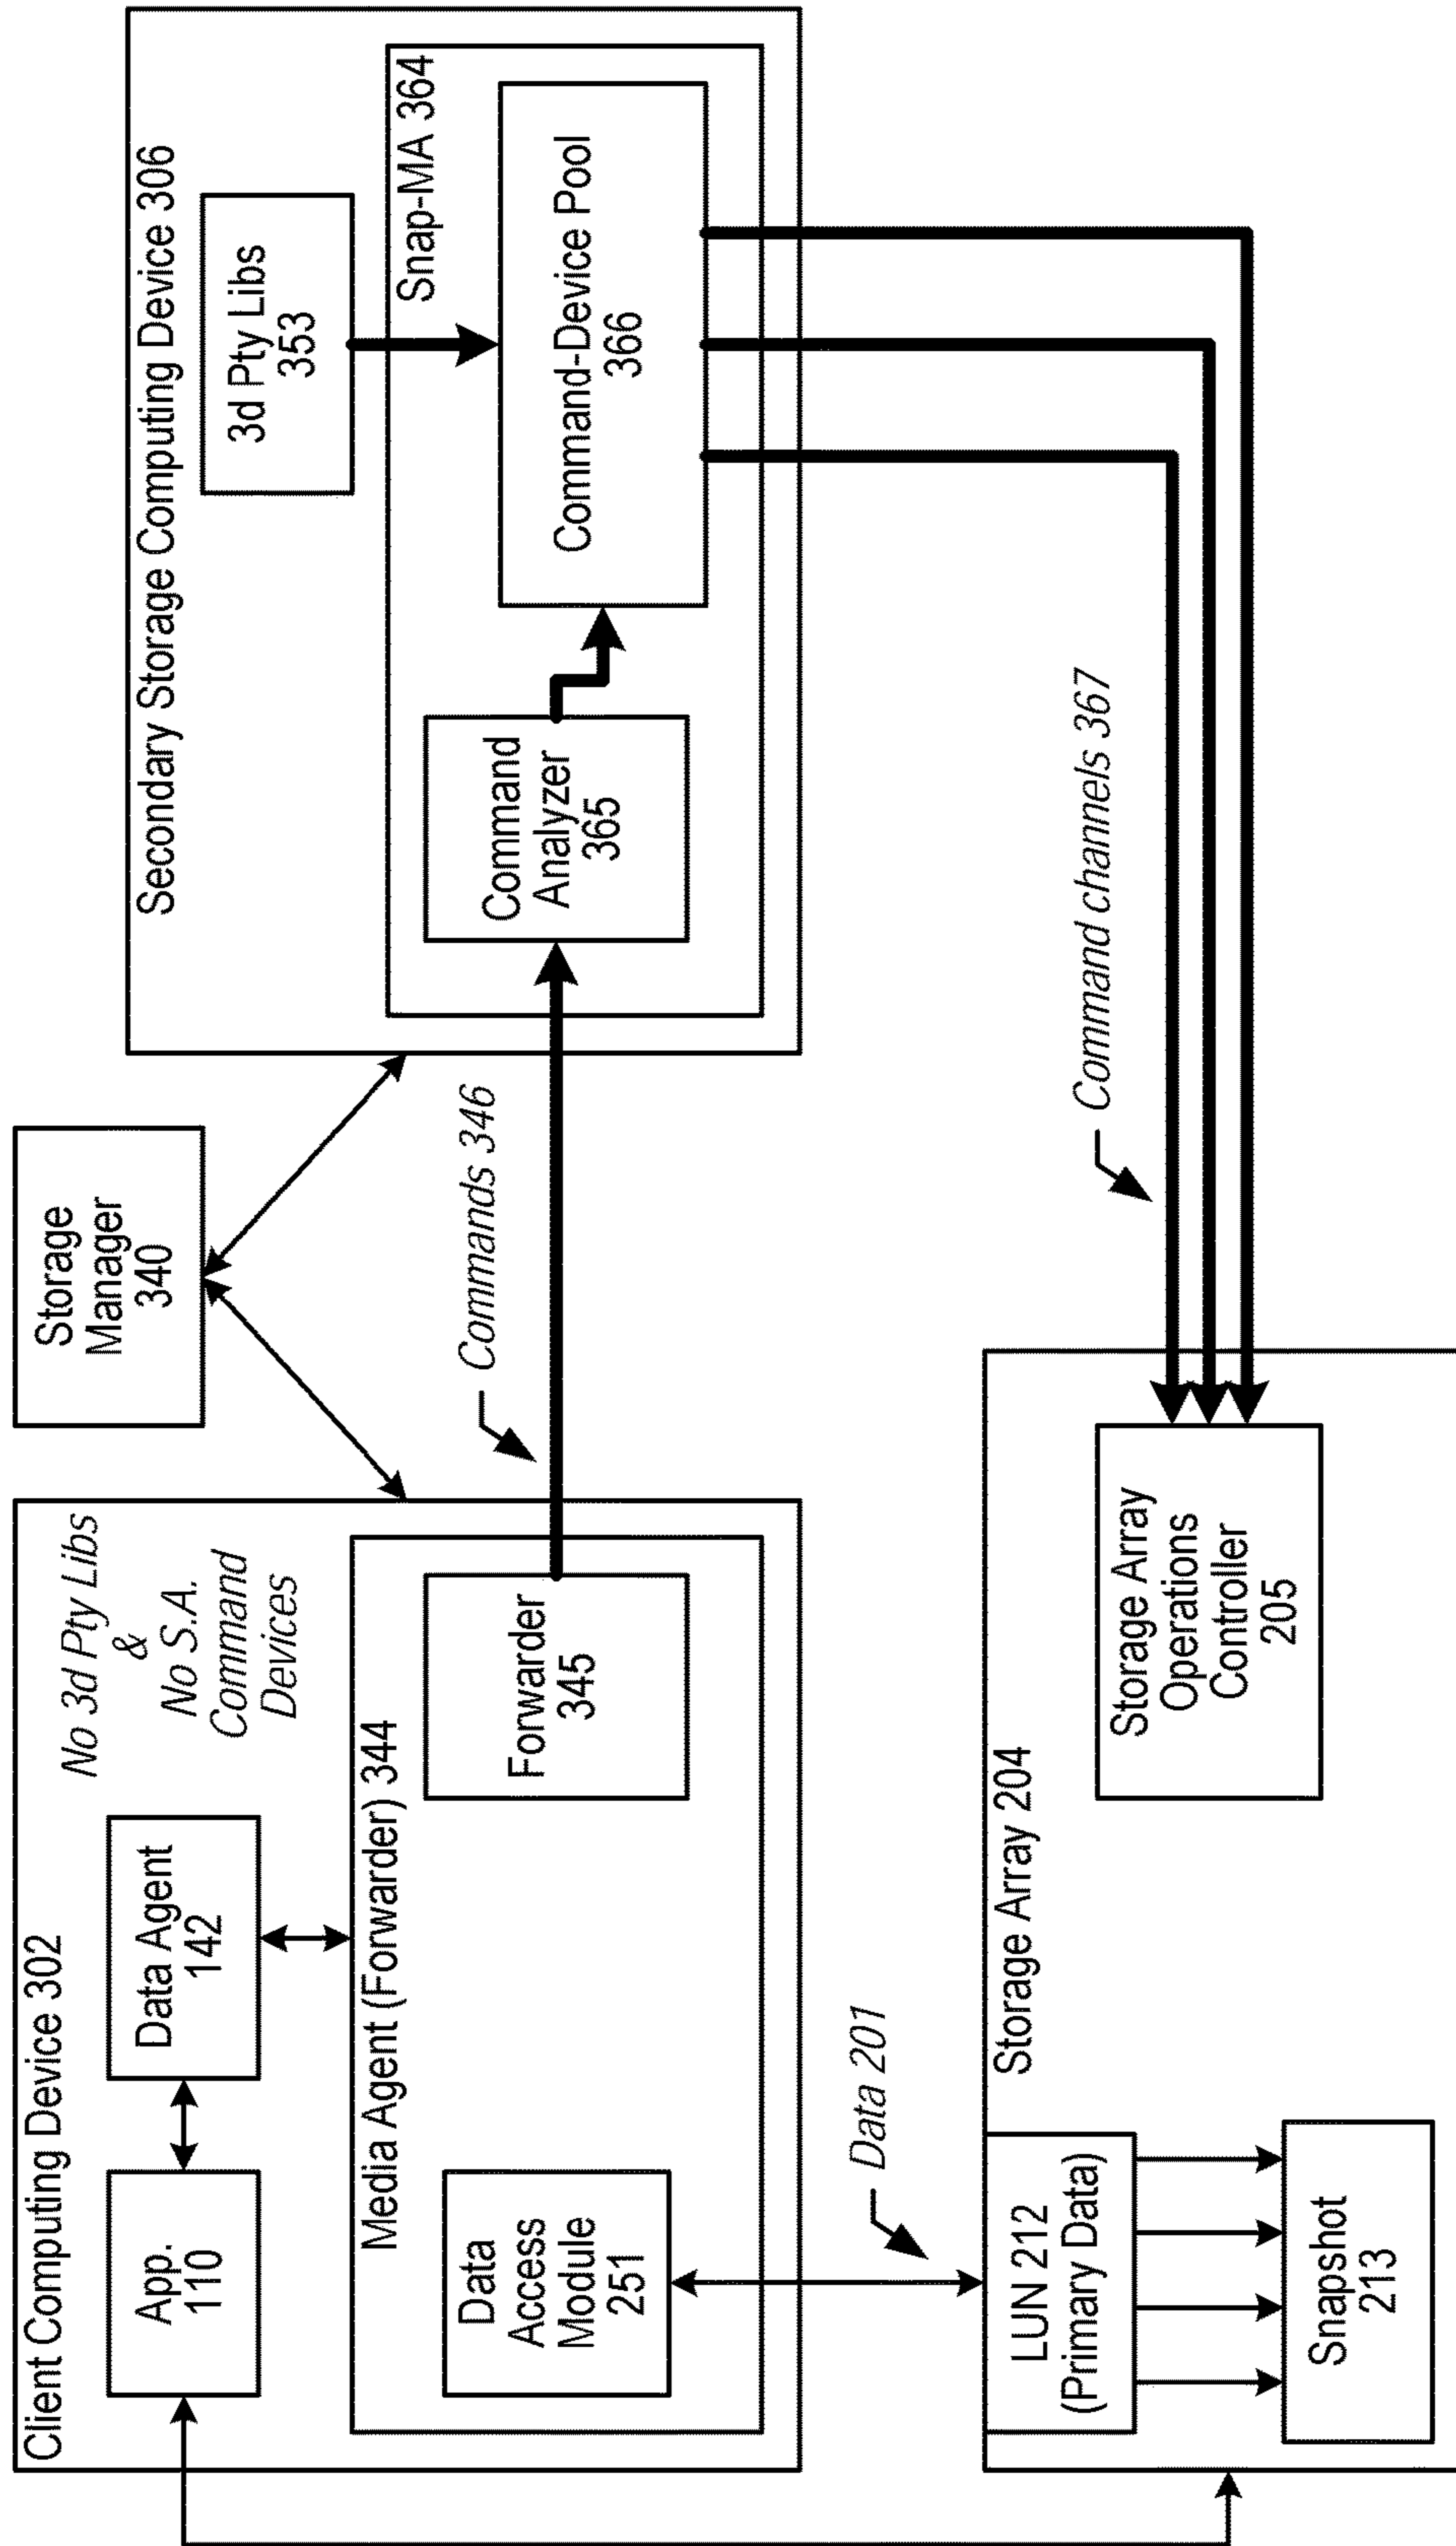 Client Computing Device 302
App.
110
Data Agent
142
No 3d Pty Libs
&
No S.A.
Command
Devices
Media Agent (Forwarder) 344
Data
Access
Module
251
Forwarder
345
Storage
Manager
340
Commands 346
Secondary Storage Computing Device 306
3d Pty Libs
353
Snap-MA 364
Command
Analyzer
365
Command-Device Pool
366
Data 201
Command channels 367
Storage Array 204
LUN 212
(Primary Data)
Snapshot
213
Storage Array
Operations
Controller
205